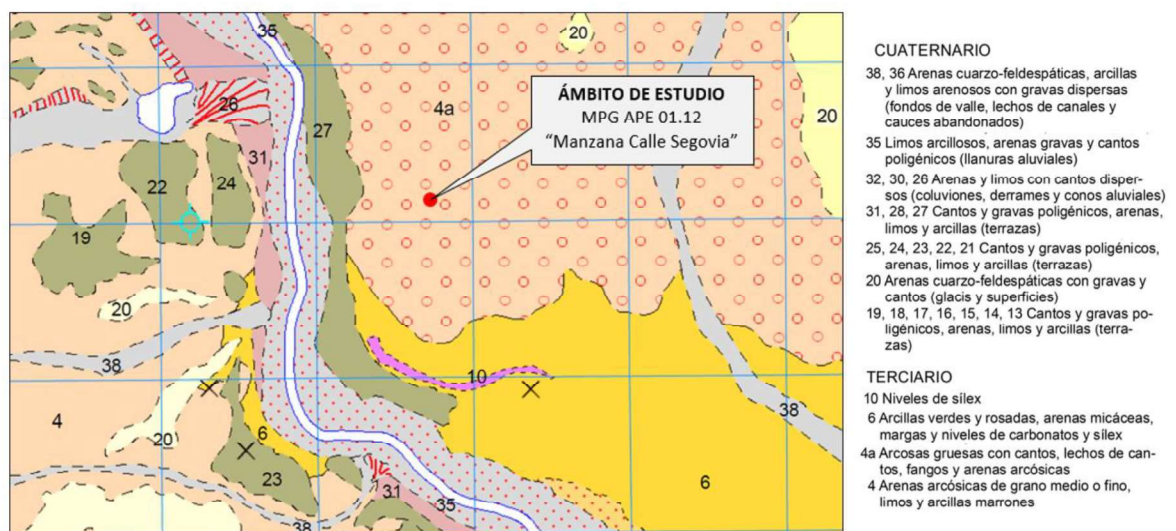 35
20
26
4a
ÁMBITO DE ESTUDIO
MPG APE 01.12
"Manzana Calle Segovia"
27
20
31
22
24
19
20
38
10
38
4
6
20
6
23
31
35
38
CUATERNARIO
38, 36 Arenas cuarzo-feldespáticas, arcillas
y limos arenosos con gravas dispersas
(fondos de valle, lechos de canales y
cauces abandonados)
35 Limos arcillosos, arenas gravas y cantos
poligénicos (llanuras aluviales)
32, 30, 26 Arenas y limos con cantos disper-
sos (coluviones, derrames y conos aluviales)
31, 28, 27 Cantos y gravas poligénicos, arenas,
limos y arcillas (terrazas)
25, 24, 23, 22, 21 Cantos y gravas poligénicos,
arenas, limos y arcillas (terrazas)
20 Arenas cuarzo-feldespáticas con gravas y
cantos (glacis y superficies)
19, 18, 17, 16, 15, 14, 13 Cantos y gravas po-
ligénicos, arenas, limos y arcillas (terra-
zas)
TERCIARIO
10 Niveles de sílex
6 Arcillas verdes y rosadas, arenas micáceas,
margas y niveles de carbonatos y sílex
4a Arcosas gruesas con cantos, lechos de can-
tos, fangos y arenas arcósicas
4 Arenas arcósicas de grano medio o fino,
limos y arcillas marrones